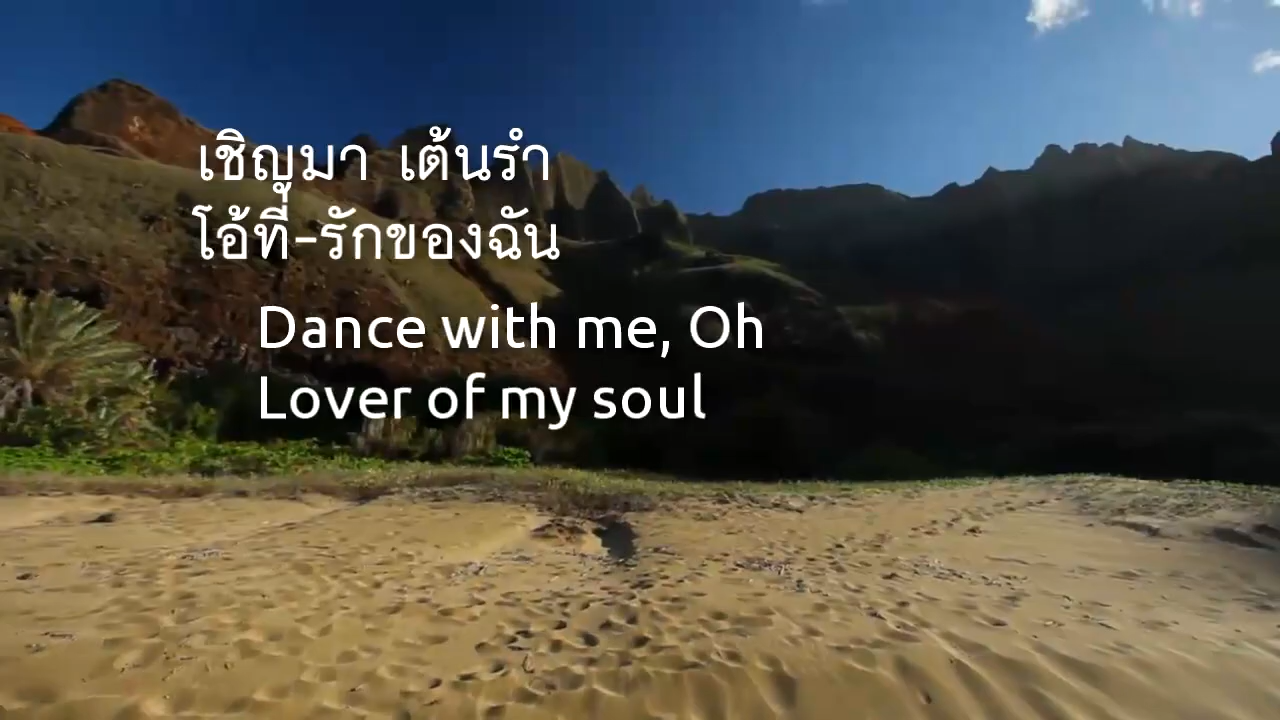 เชิญมา เต้นรำ
โอ้ที่-รักของฉัน
Dance with me, Oh
Lover of my soul